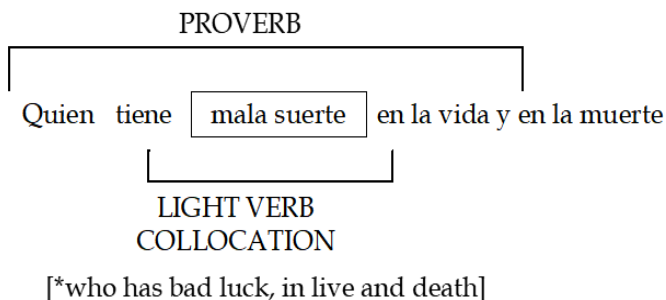 PROVERB
Quien tiene mala suerte en la vida y en la muerte
LIGHT VERB
COLLOCATION
[*who has bad luck, in live and death]